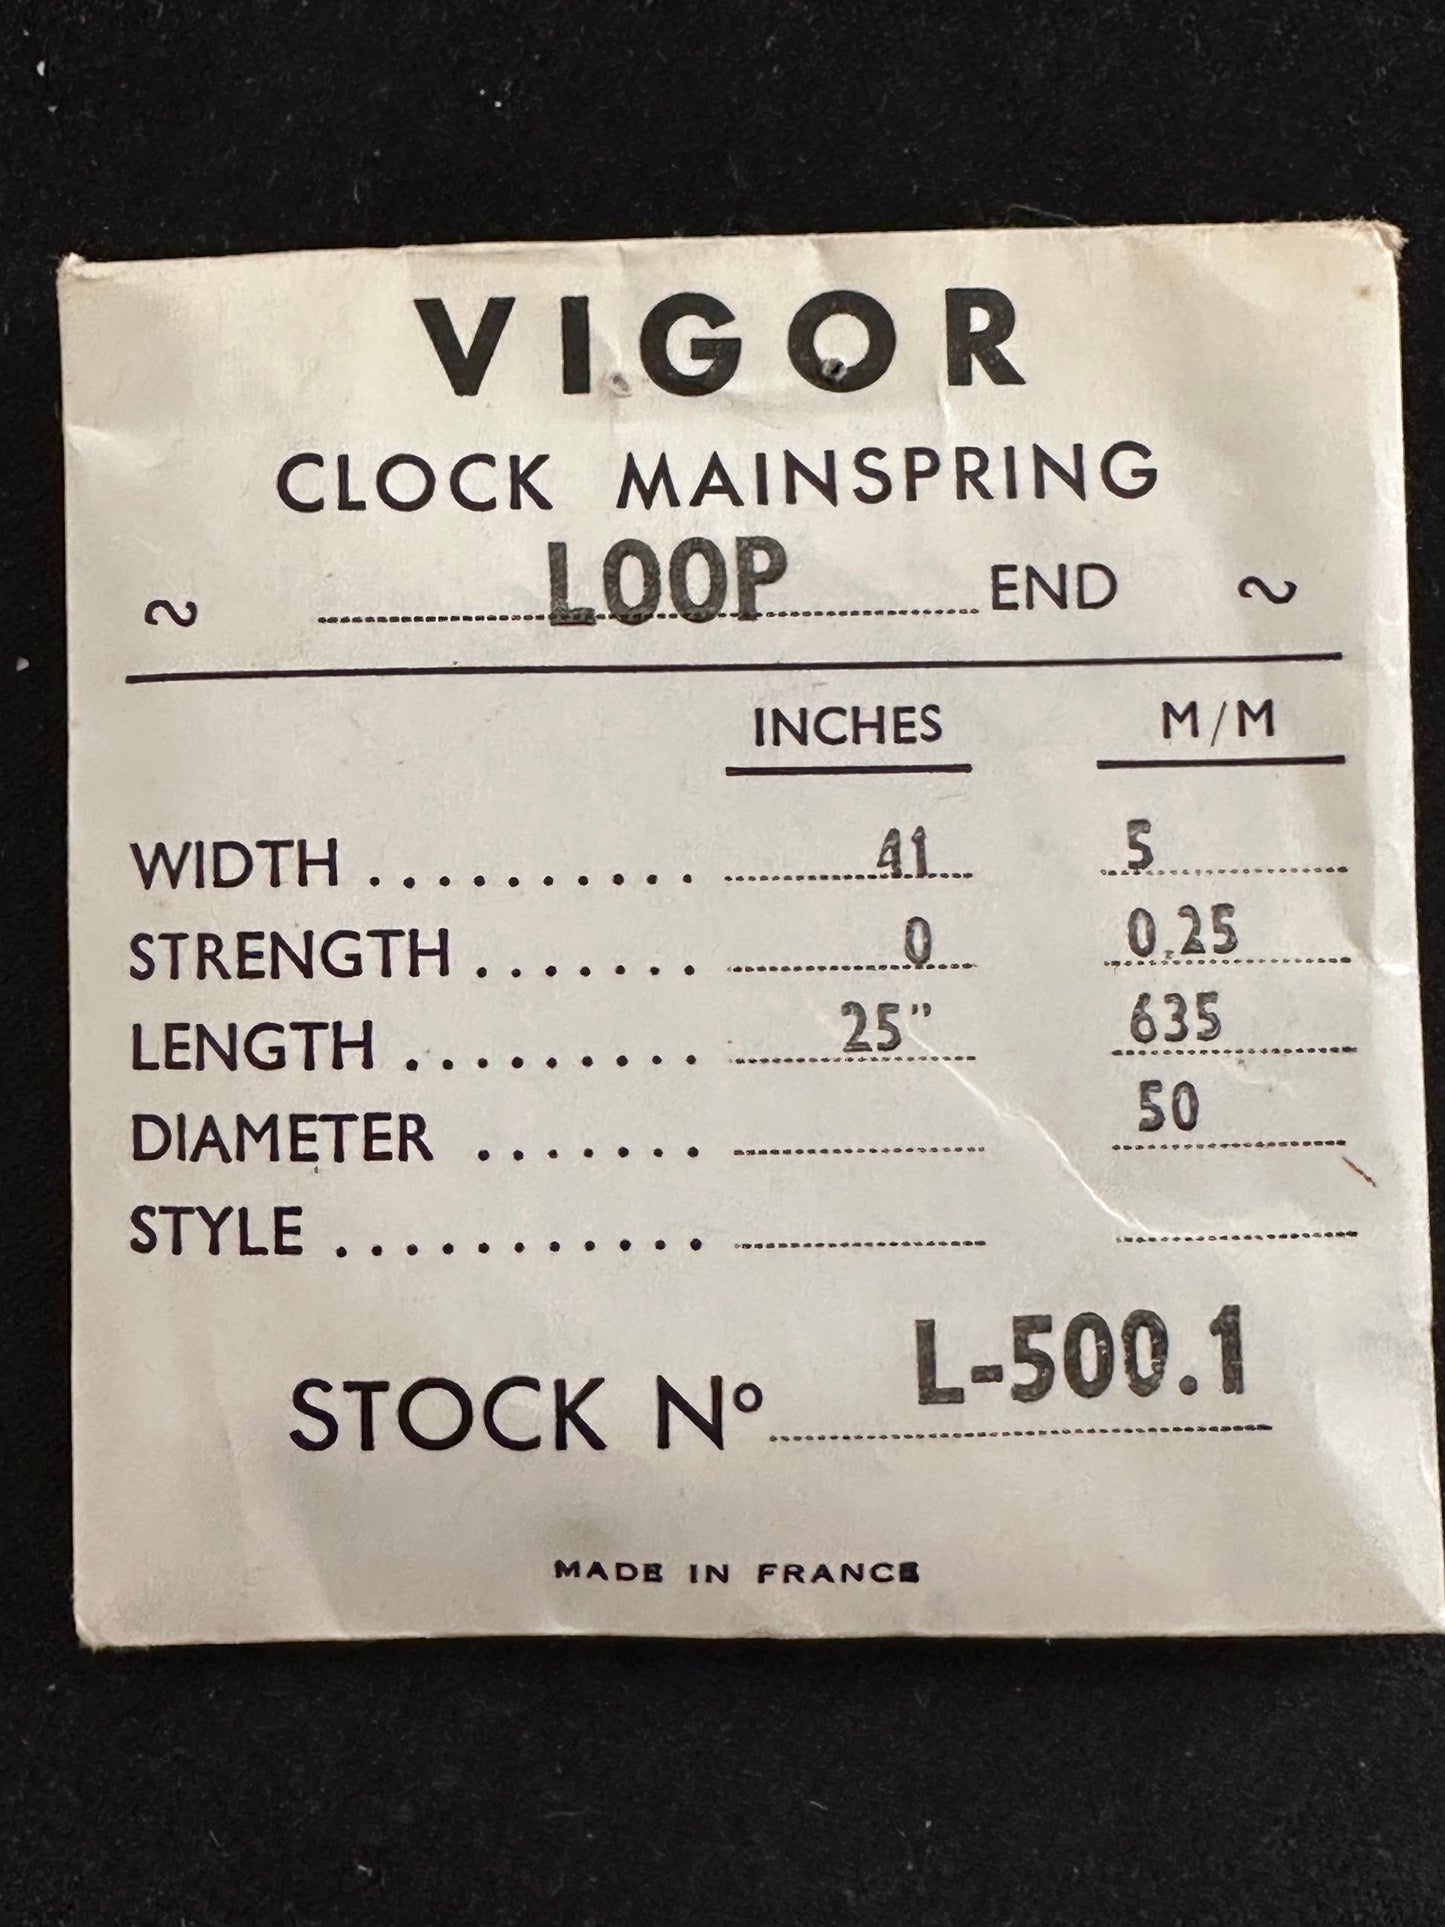 VIGOR
CLOCK MAINSPRING
~ LOOP END ~
INCHES M/M
WIDTH .......... 41 5
STRENGTH ....... 0 0,25
LENGTH ......... 25" 635
DIAMETER ....... 50
STYLE ...........
STOCK Nº L-500.1
MADE IN FRANCE